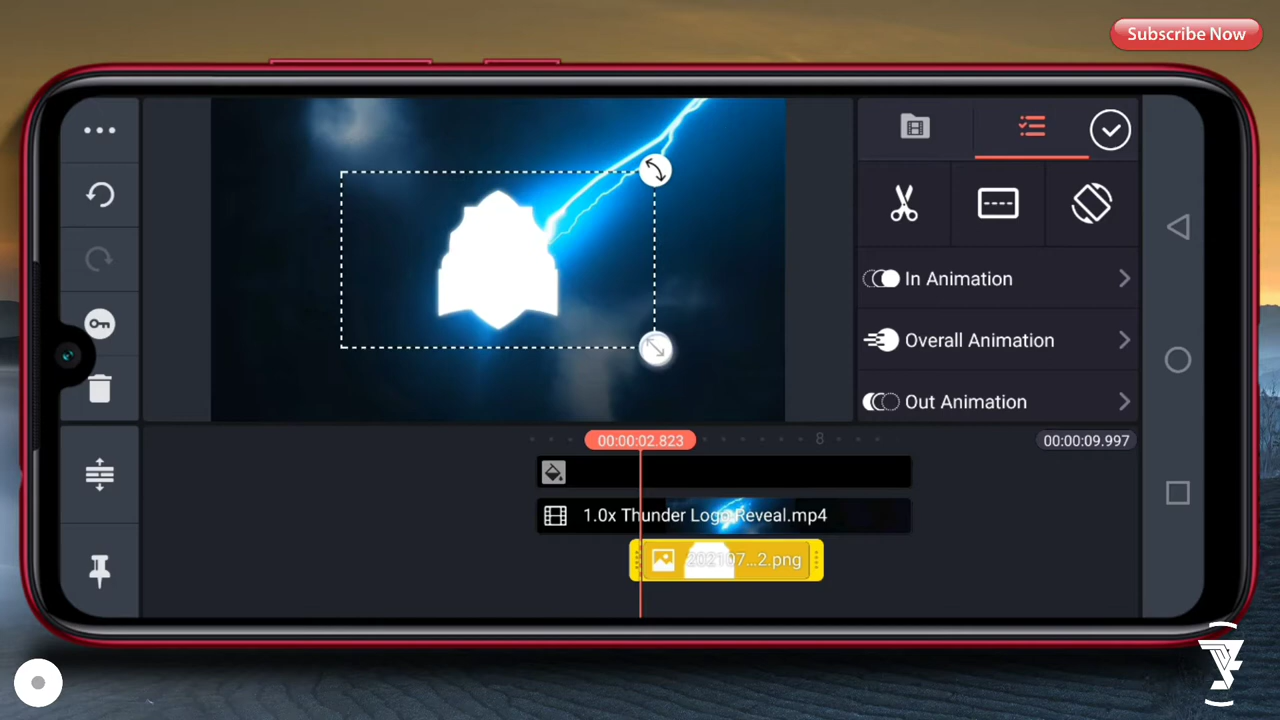 Subscribe Now
In Animation
Overall Animation
Out Animation
00:00:02.823
8
00:00:09.997
1.0x Thunder Logo Reveal.mp4
202107...2.png